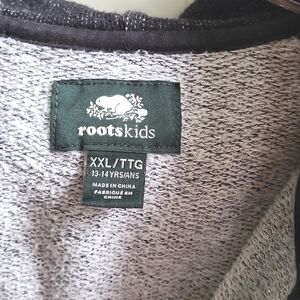 rootskids
XXL/TTG
13-14 YRS/ANS
MADE IN CHINA
FABRIQUÉ EN
CHINE